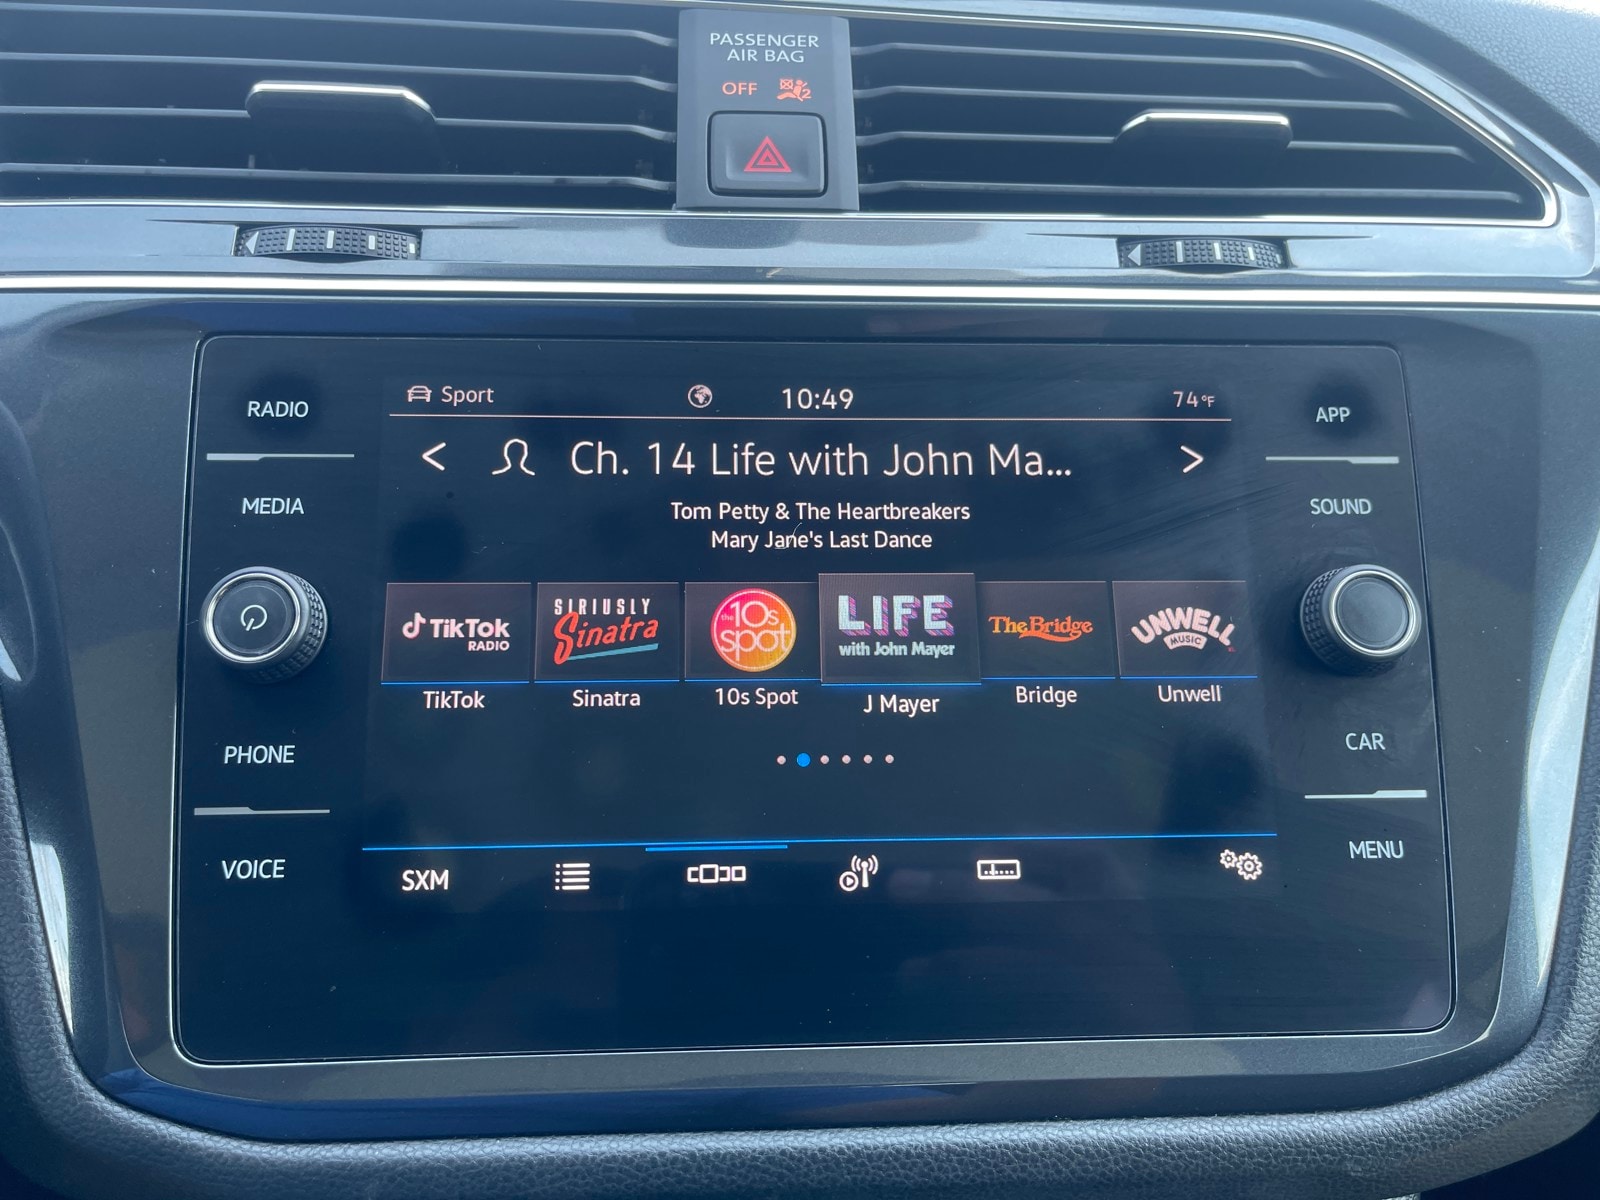 PASSENGER
AIR BAG
OFF
2
RADIO
MEDIA
PHONE
VOICE
Sport 10:49 74°F
Ch. 14 Life with John Ma...
Tom Petty & The Heartbreakers
Mary Jane's Last Dance
TikTok
RADIO
SIRIUSLY
Sinatra
the 10s
spot
LIFE
with John Mayer
The Bridge
UNWELL
MUSIC
TikTok Sinatra 10s Spot J Mayer Bridge Unwell
SXM
APP
SOUND
CAR
MENU